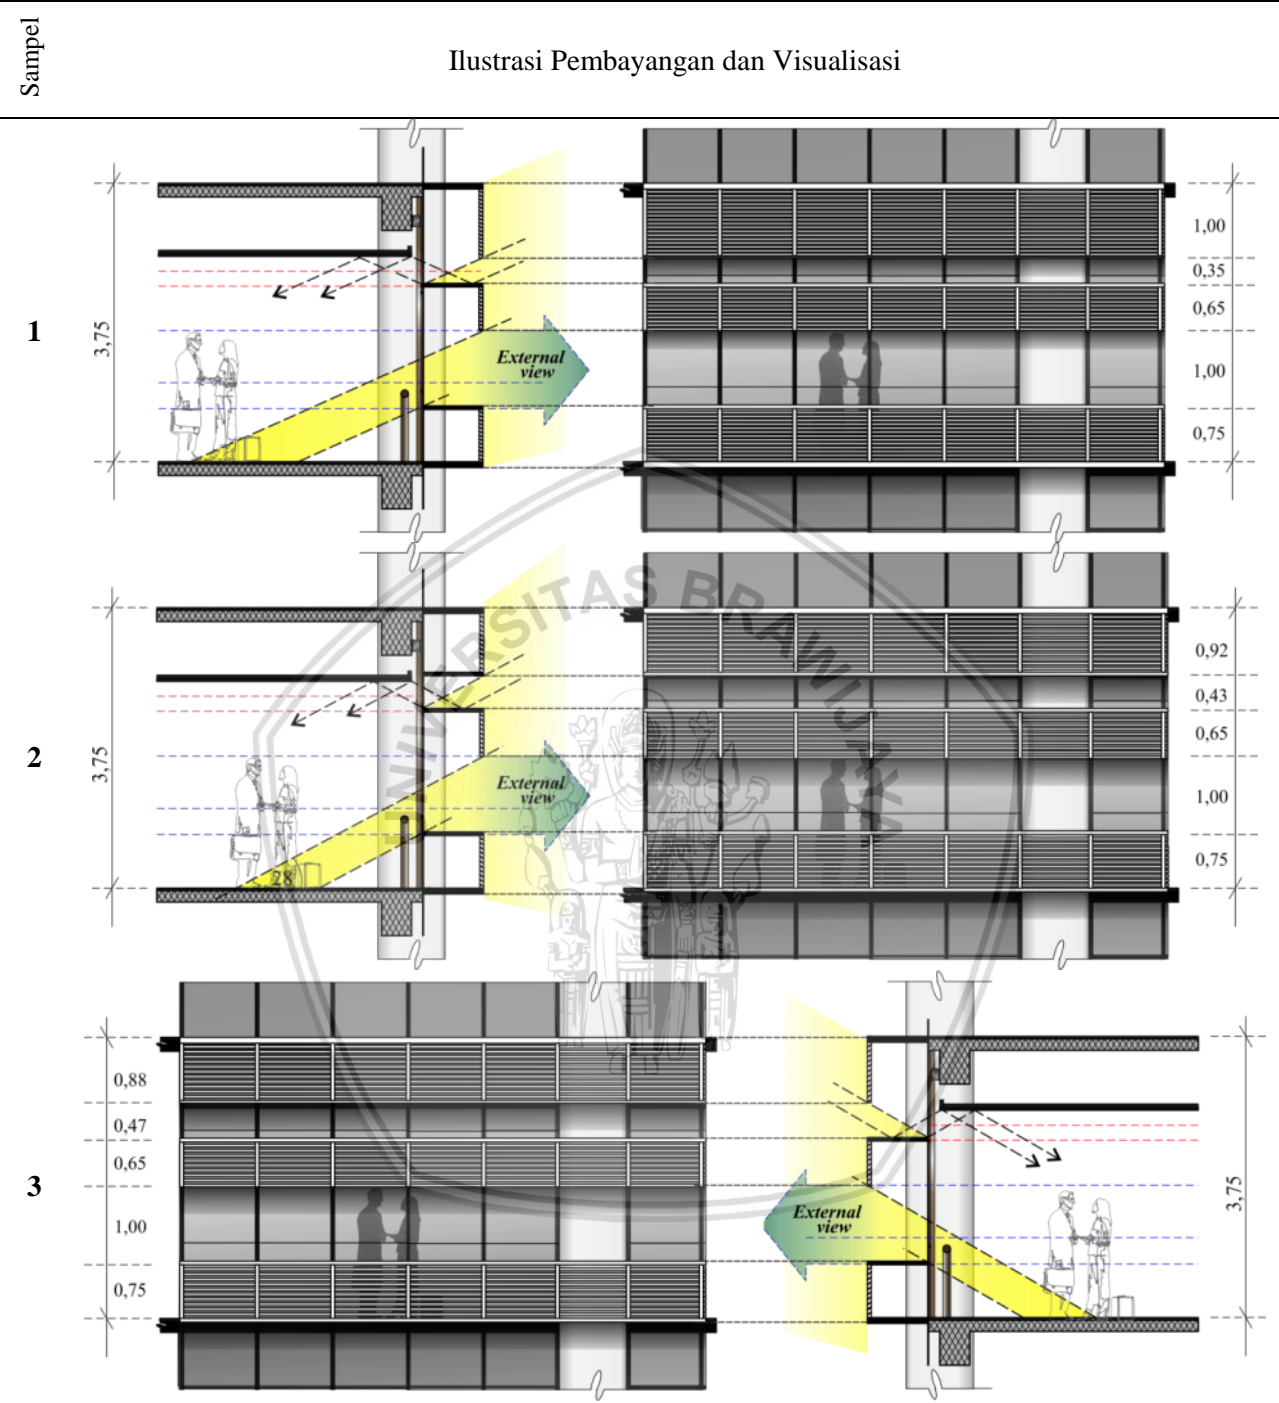 Sampel
Ilustrasi Pembayangan dan Visualisasi
1
3,75
External
view
1,00
0,35
0,65
1,00
0,75
2
3,75
28
External
view
0,92
0,43
0,65
1,00
0,75
UNIVERSITAS BRAWIJAYA
3
0,88
0,47
0,65
1,00
0,75
External
view
3,75